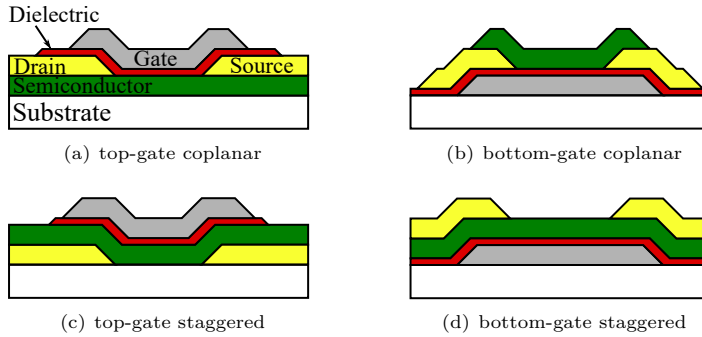 Dielectric
Gate
Drain
Source
Semiconductor
Substrate
(a) top-gate coplanar
(b) bottom-gate coplanar
(c) top-gate staggered
(d) bottom-gate staggered